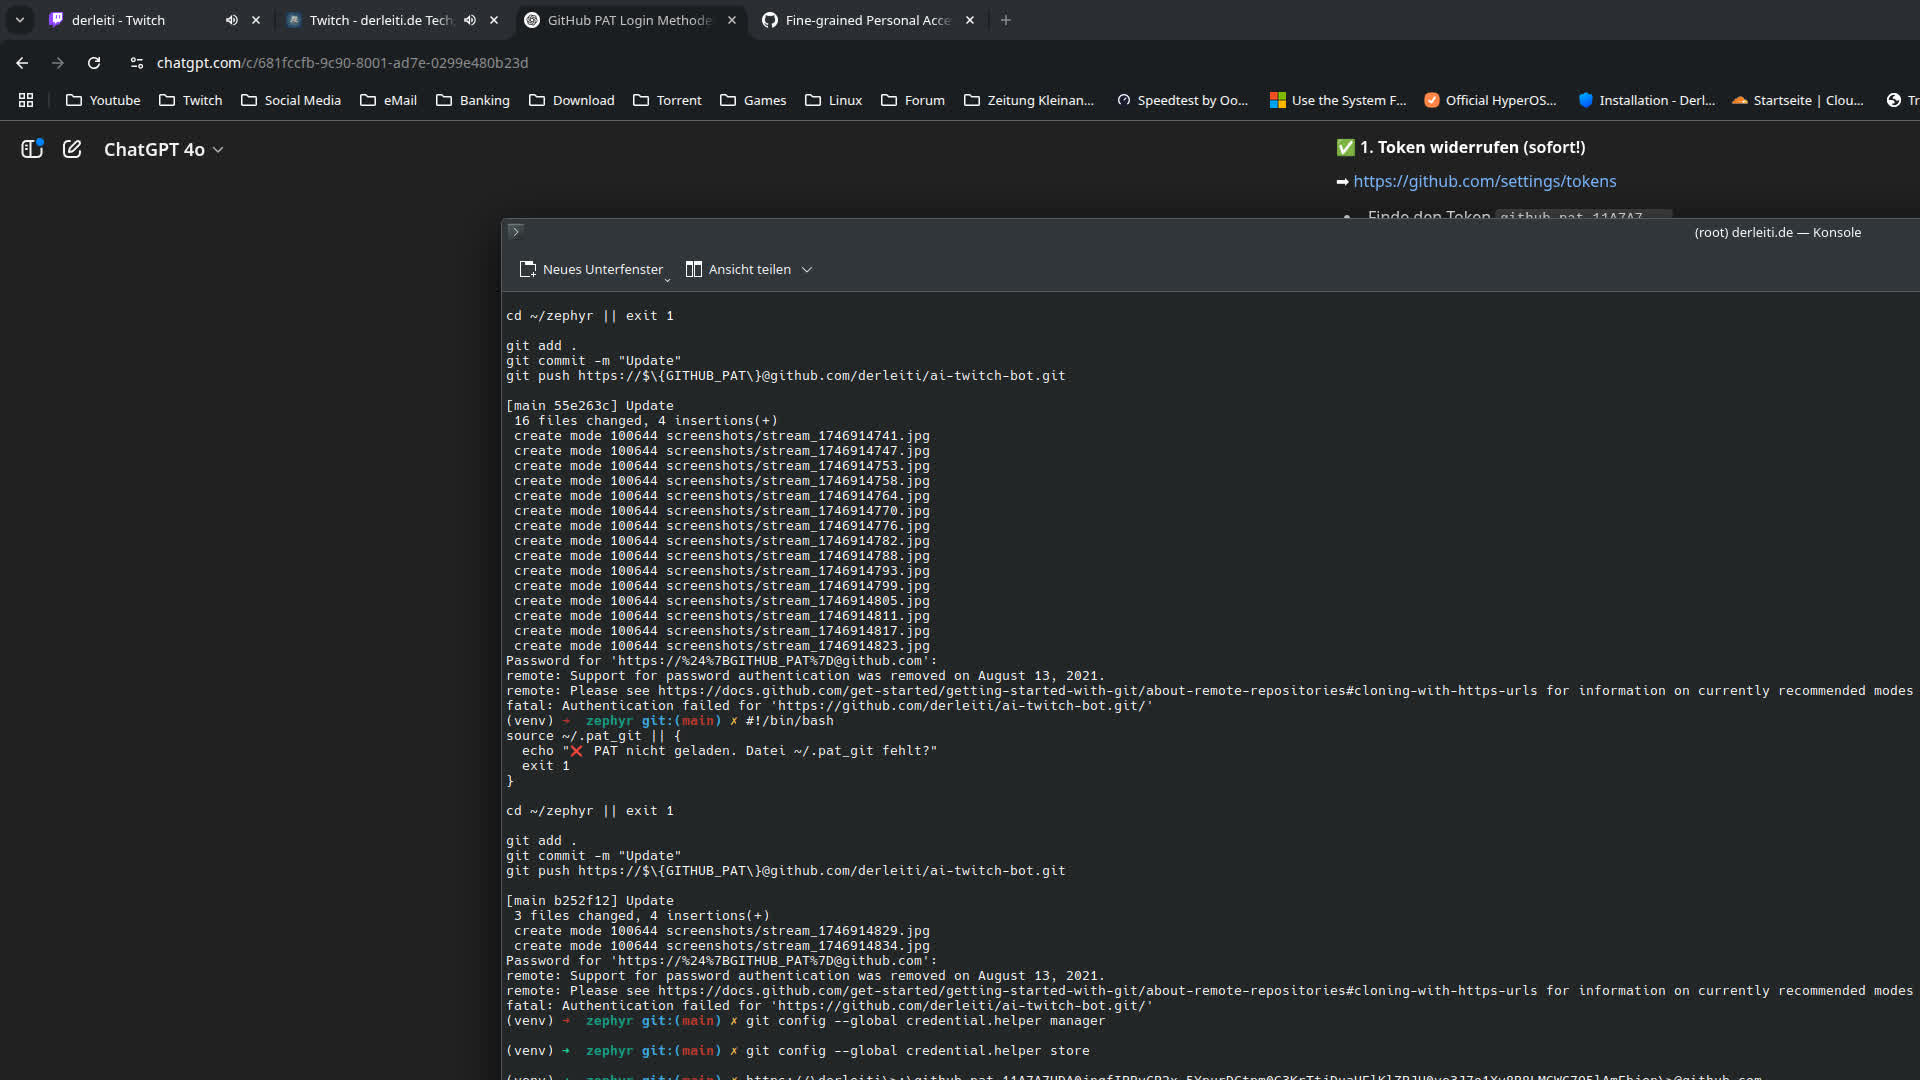 derleiti - Twitch
Twitch - derleiti.de Tech
GitHub PAT Login Methode
Fine-grained Personal Acce
chatgpt.com/c/681fccfb-9c90-8001-ad7e-0299e480b23d
Youtube
Twitch
Social Media
eMail
Banking
Download
Torrent
Games
Linux
Forum
Zeitung Kleinan...
Speedtest by Oo...
Use the System F...
Official HyperOS...
Installation - Derl...
Startseite | Clou...
Tr
ChatGPT 4o
✅ 1. Token widerrufen (sofort!)
➡ https://github.com/settings/tokens
• Finde den Token github_pat_11A7A7...
(root) derleiti.de — Konsole
Neues Unterfenster
Ansicht teilen
cd ~/zephyr || exit 1
git add .
git commit -m "Update"
git push https://$\{GITHUB_PAT\}@github.com/derleiti/ai-twitch-bot.git
[main 55e263c] Update
16 files changed, 4 insertions(+)
create mode 100644 screenshots/stream_1746914741.jpg
create mode 100644 screenshots/stream_1746914747.jpg
create mode 100644 screenshots/stream_1746914753.jpg
create mode 100644 screenshots/stream_1746914758.jpg
create mode 100644 screenshots/stream_1746914764.jpg
create mode 100644 screenshots/stream_1746914770.jpg
create mode 100644 screenshots/stream_1746914776.jpg
create mode 100644 screenshots/stream_1746914782.jpg
create mode 100644 screenshots/stream_1746914788.jpg
create mode 100644 screenshots/stream_1746914793.jpg
create mode 100644 screenshots/stream_1746914799.jpg
create mode 100644 screenshots/stream_1746914805.jpg
create mode 100644 screenshots/stream_1746914811.jpg
create mode 100644 screenshots/stream_1746914817.jpg
create mode 100644 screenshots/stream_1746914823.jpg
Password for 'https://%24%7BGITHUB_PAT%7D@github.com':
remote: Support for password authentication was removed on August 13, 2021.
remote: Please see https://docs.github.com/get-started/getting-started-with-git/about-remote-repositories#cloning-with-https-urls for information on currently recommended modes
fatal: Authentication failed for 'https://github.com/derleiti/ai-twitch-bot.git/'
(venv) ➜ zephyr git:(main) ✗ #!/bin/bash
source ~/.pat_git || {
echo "❌ PAT nicht geladen. Datei ~/.pat_git fehlt?"
exit 1
}
cd ~/zephyr || exit 1
git add .
git commit -m "Update"
git push https://$\{GITHUB_PAT\}@github.com/derleiti/ai-twitch-bot.git
[main b252f12] Update
3 files changed, 4 insertions(+)
create mode 100644 screenshots/stream_1746914829.jpg
create mode 100644 screenshots/stream_1746914834.jpg
Password for 'https://%24%7BGITHUB_PAT%7D@github.com':
remote: Support for password authentication was removed on August 13, 2021.
remote: Please see https://docs.github.com/get-started/getting-started-with-git/about-remote-repositories#cloning-with-https-urls for information on currently recommended modes
fatal: Authentication failed for 'https://github.com/derleiti/ai-twitch-bot.git/'
(venv) ➜ zephyr git:(main) ✗ git config --global credential.helper manager
(venv) ➜ zephyr git:(main) ✗ git config --global credential.helper store
(venv) ➜ zephyr git:(main) ✗